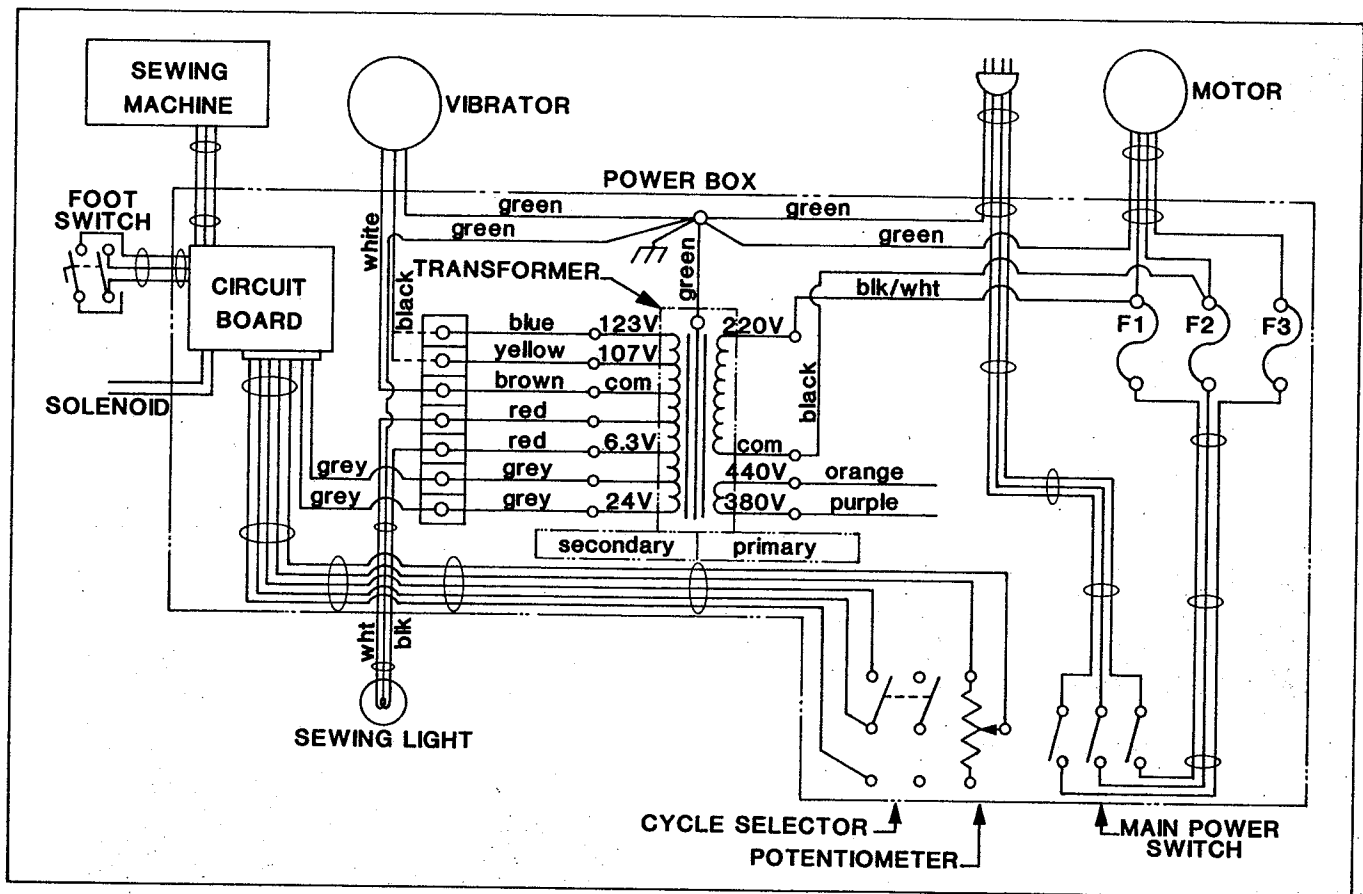 SEWING
MACHINE
VIBRATOR
MOTOR
POWER BOX
FOOT
SWITCH
green
green
green
green
white
TRANSFORMER
green
blk/wht
CIRCUIT
BOARD
black
blue
123V
220V
F1
F2
F3
yellow
107V
brown
com
black
SOLENOID
red
red
6.3V
com
grey
grey
440V
orange
grey
grey
24V
380V
purple
secondary
primary
wht
blk
SEWING LIGHT
CYCLE SELECTOR
POTENTIOMETER
MAIN POWER
SWITCH